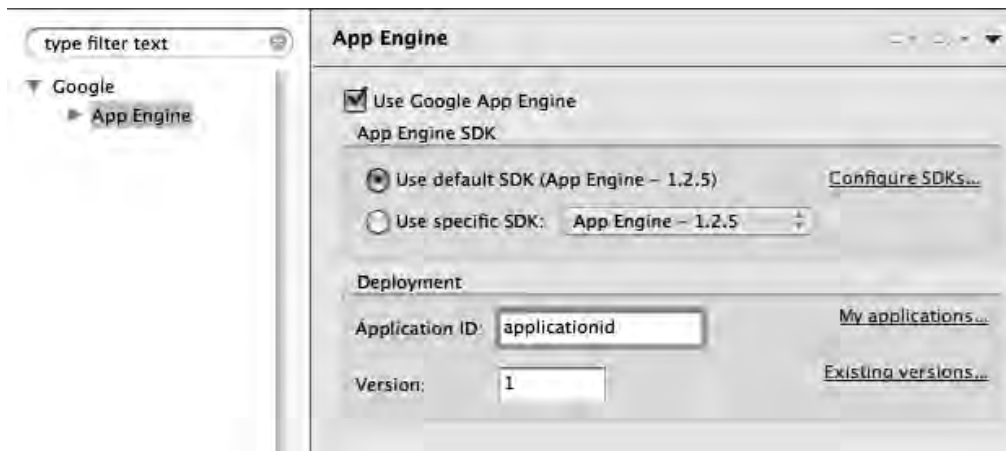 type filter text
Google
App Engine
App Engine
Use Google App Engine
App Engine SDK
Use default SDK (App Engine – 1.2.5)
Configure SDKs...
Use specific SDK: App Engine – 1.2.5
Deployment
Application ID: applicationid
My applications...
Version: 1
Existing versions...